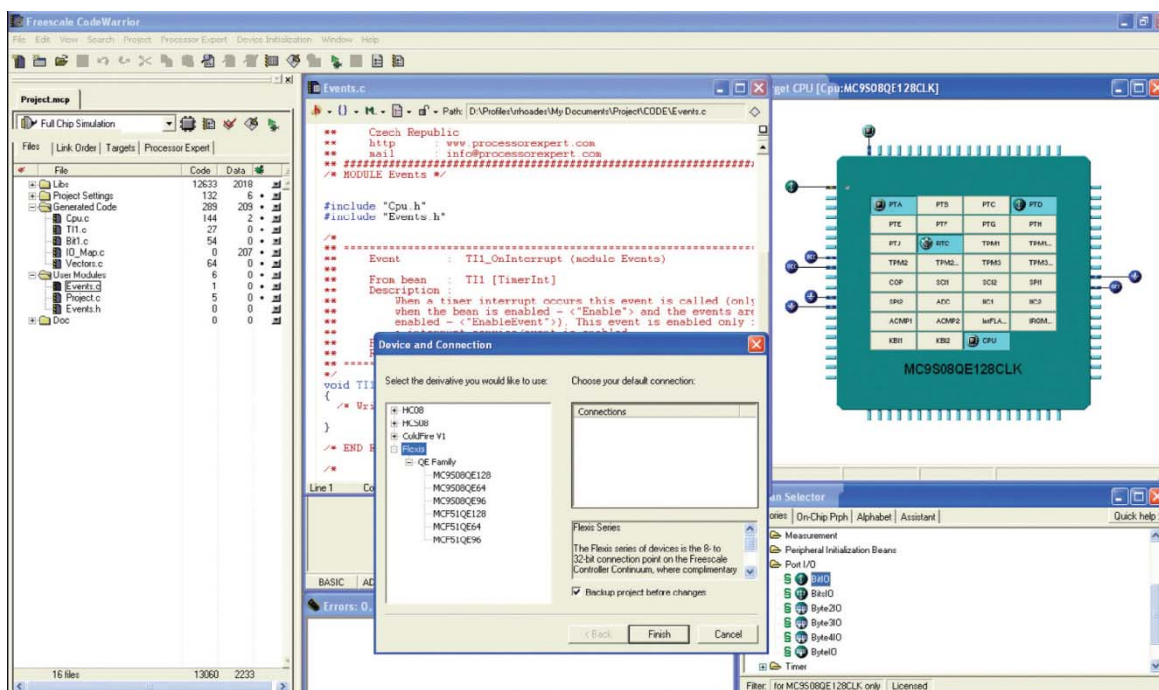 Freescale CodeWarrior
File Edit View Search Project Processor Expert Device Initialization Window Help
Project.mcp
Full Chip Simulation
Files Link Order Targets Processor Expert
File Code Data
Libs 12633 2018
Project Settings 132 6
Generated Code 289 209
Cpu.c 144 2
TI1.c 27 0
Bit1.c 54 0
IO_Map.c 0 207
Vectors.c 64 0
User Modules 6 0
Events.c 1 0
Project.c 5 0
Events.h 0 0
Doc 0 0
16 files 13060 2233
Events.c
Path: D:\Profiles\rrhoades\My Documents\Project\CODE\Events.c
** Czech Republic
** http : www.processorexpert.com
** mail : info@processorexpert.com
** ####################################################################
/* MODULE Events */
#include "Cpu.h"
#include "Events.h"
/*
** ====================================================================
** Event : TI1_OnInterrupt (module Events)
**
** From bean : TI1 [TimerInt]
** Description :
** When a timer interrupt occurs this event is called (only
** when the bean is enabled - <"Enable"> and the events are
** enabled - <"EnableEvent">). This event is enabled only
*/
void TI1
{
}
/* END E
/*
Line 1
BASIC AD
Errors: 0,
Device and Connection
Select the derivative you would like to use:
HC08
HCS08
ColdFire V1
Flexis
QE Family
MC9S08QE128
MC9S08QE64
MC9S08QE96
MCF51QE128
MCF51QE64
MCF51QE96
Choose your default connection:
Connections
Flexis Series
The Flexis series of devices is the 8- to
32-bit connection point on the Freescale
Controller Continuum, where complimentary
Backup project before changes
< Back Finish Cancel
rget CPU [Cpu:MC9S08QE128CLK]
PTA PTB PTC PTD
PTE PTF PTG PTH
PTJ RTC TPM1 TPM1...
TPM2 TPM2... TPM3 TPM3...
COP SCI1 SCI2 SPI1
SPI2 ADC IIC1 IIC2
ACMP1 ACMP2 IntFLA... IROM...
KBI1 KBI2 CPU
MC9S08QE128CLK
an Selector
ories On-Chip Prph Alphabet Assistant Quick help
Measurement
Peripheral Initialization Beans
Port I/O
BitIO
BitsIO
Byte2IO
Byte3IO
Byte4IO
ByteIO
Timer
Filter: for MC9S08QE128CLK only Licensed